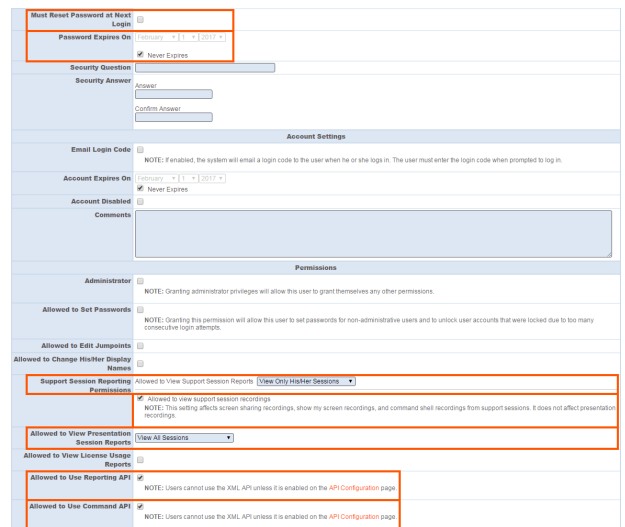 Must Reset Password at Next
Login
Password Expires On February 1 2017
Never Expires
Security Question
Security Answer
Answer
Confirm Answer
Account Settings
Email Login Code
NOTE: If enabled, the system will email a login code to the user when he or she logs in. The user must enter the login code when prompted to log in.
Account Expires On February 1 2017
Never Expires
Account Disabled
Comments
Permissions
Administrator
NOTE: Granting administrator privileges will allow this user to grant themselves any other permissions.
Allowed to Set Passwords
NOTE: Granting this permission will allow this user to set passwords for non-administrative users and to unlock user accounts that were locked due to too many
consecutive login attempts.
Allowed to Edit Jumpoints
Allowed to Change His/Her Display
Names
Support Session Reporting Allowed to View Support Session Reports View Only His/Her Sessions
Permissions
Allowed to view support session recordings
NOTE: This setting affects screen sharing recordings, show my screen recordings, and command shell recordings from support sessions. It does not affect presentation
recordings.
Allowed to View Presentation
Session Reports View All Sessions
Allowed to View License Usage
Reports
Allowed to Use Reporting API
NOTE: Users cannot use the XML API unless it is enabled on the API Configuration page.
Allowed to Use Command API
NOTE: Users cannot use the XML API unless it is enabled on the API Configuration page.